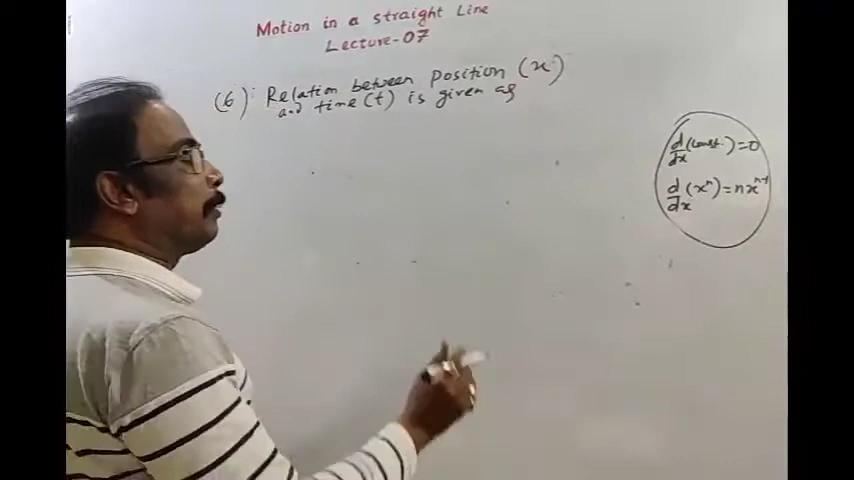 Motion in a straight Line
Lecture-07
(6): Relation between position (x)
and time (t) is given as
d/dx (const.) = 0
d/dx (xⁿ) = nxⁿ⁻¹